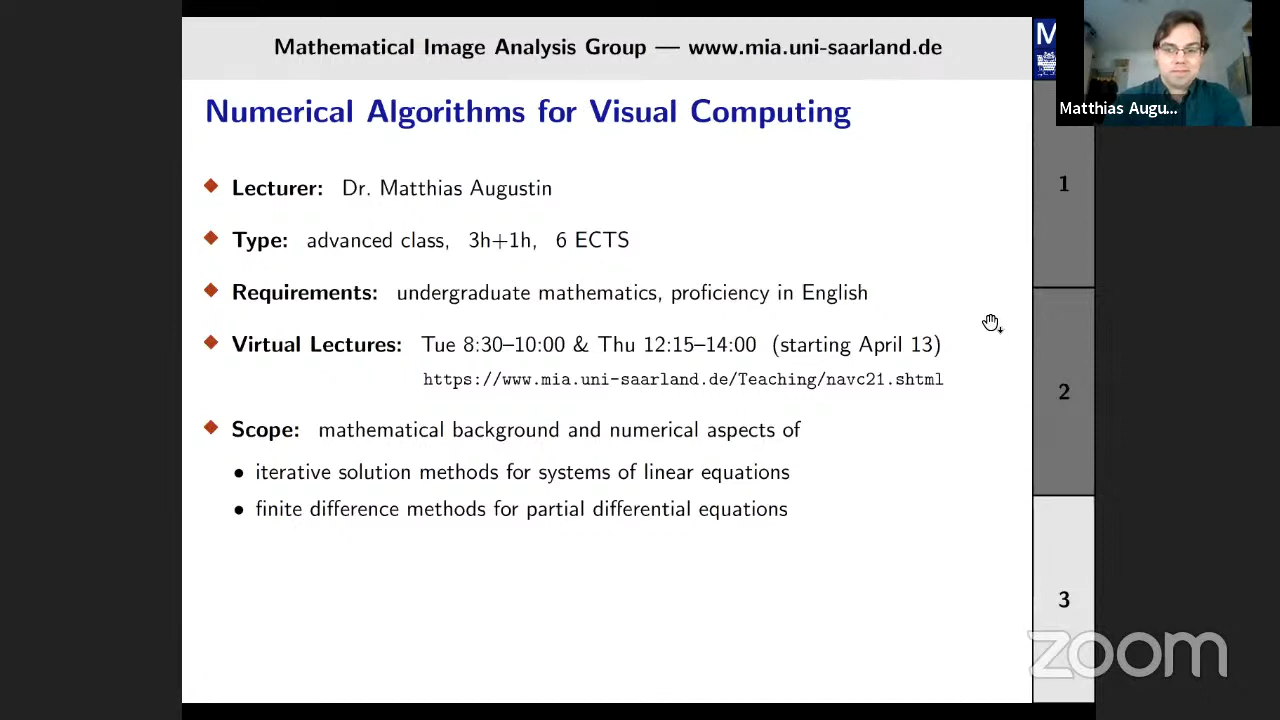 Mathematical Image Analysis Group — www.mia.uni-saarland.de
M
Matthias Augu...
Numerical Algorithms for Visual Computing
Lecturer: Dr. Matthias Augustin
Type: advanced class, 3h+1h, 6 ECTS
Requirements: undergraduate mathematics, proficiency in English
Virtual Lectures: Tue 8:30–10:00 & Thu 12:15–14:00 (starting April 13)
https://www.mia.uni-saarland.de/Teaching/navc21.shtml
Scope: mathematical background and numerical aspects of
• iterative solution methods for systems of linear equations
• finite difference methods for partial differential equations
1
2
3
zoom